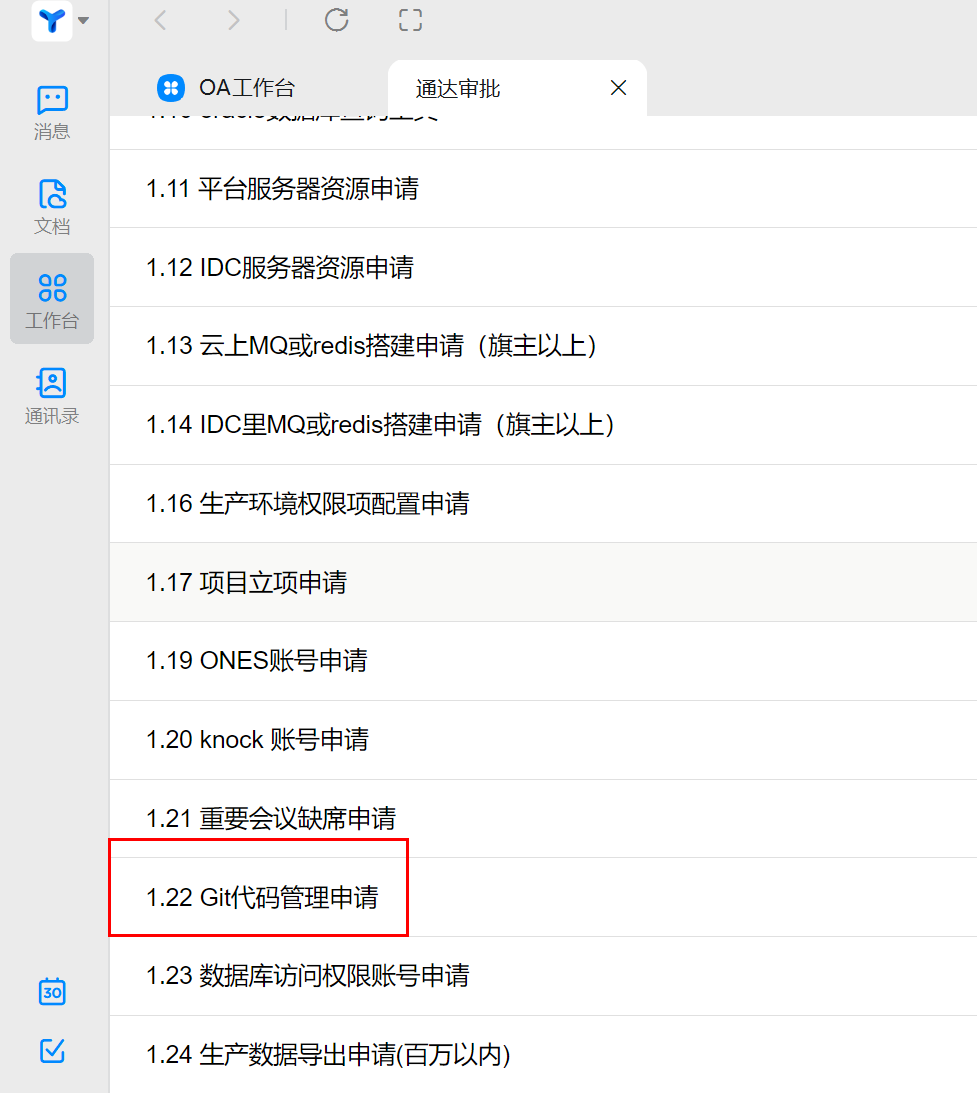 OA工作台
通达审批
消息
文档
工作台
通讯录
30
1.11 平台服务器资源申请
1.12 IDC服务器资源申请
1.13 云上MQ或redis搭建申请（旗主以上）
1.14 IDC里MQ或redis搭建申请（旗主以上）
1.16 生产环境权限项配置申请
1.17 项目立项申请
1.19 ONES账号申请
1.20 knock 账号申请
1.21 重要会议缺席申请
1.22 Git代码管理申请
1.23 数据库访问权限账号申请
1.24 生产数据导出申请(百万以内)